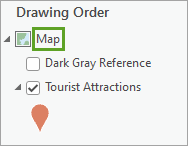 Drawing Order
Map
Dark Gray Reference
Tourist Attractions